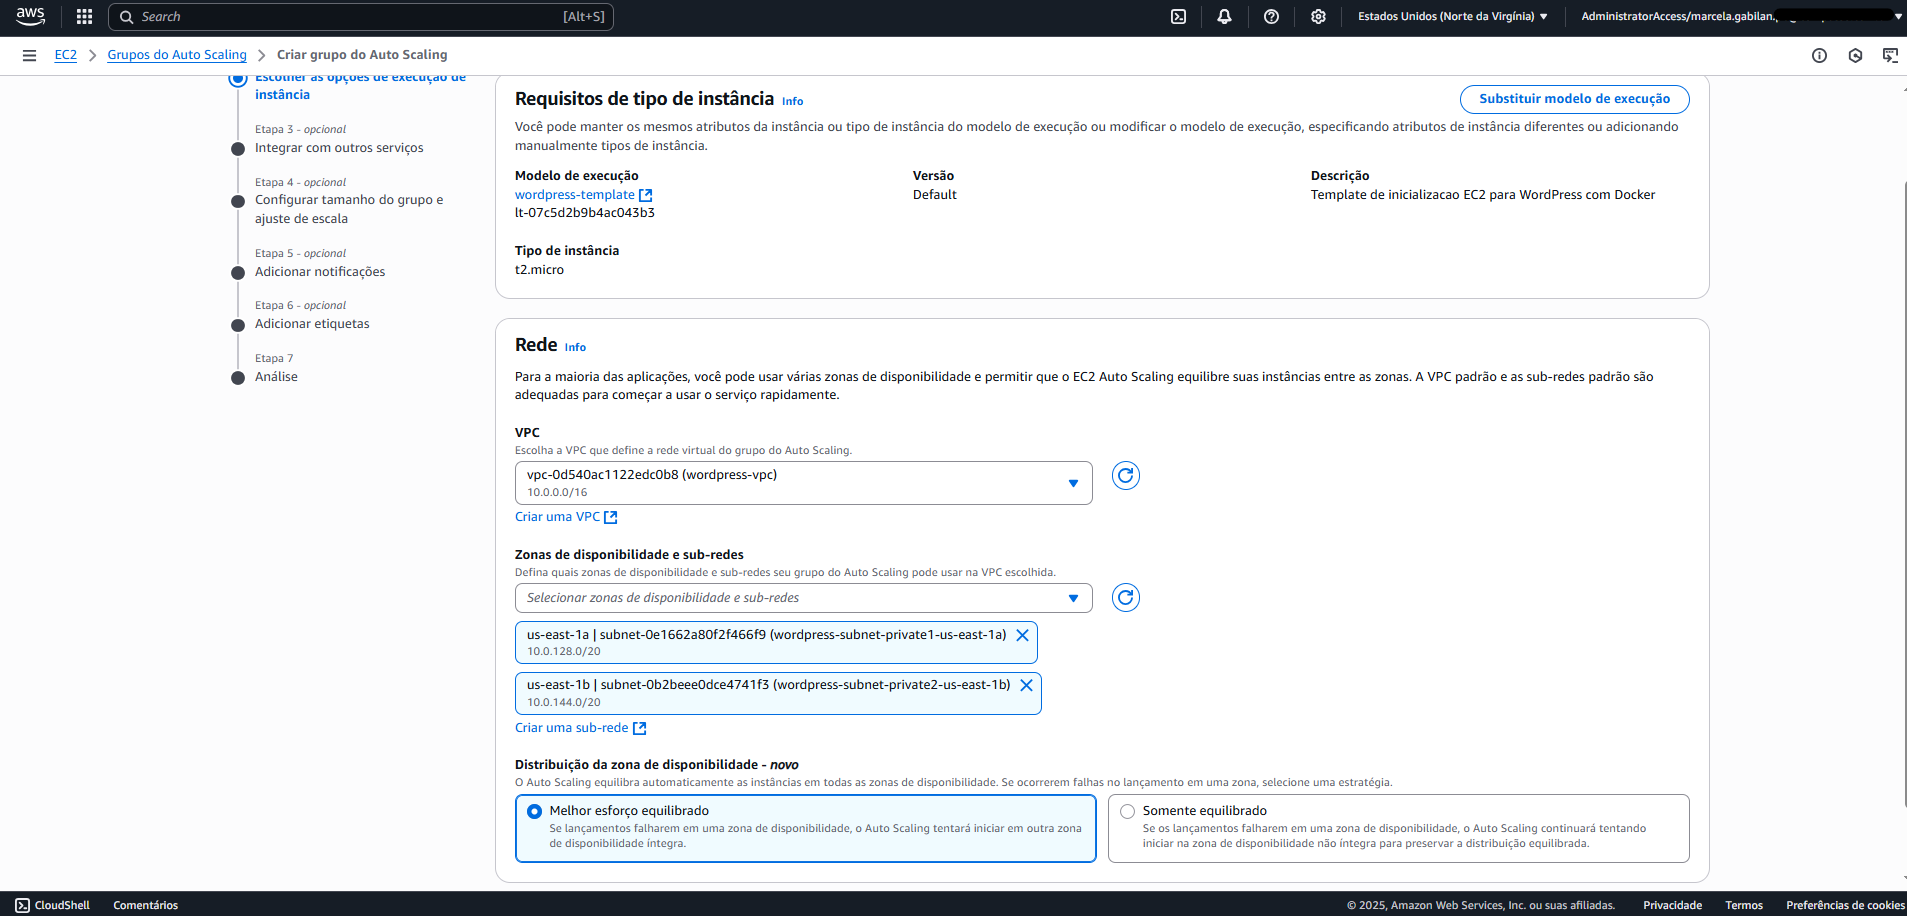 aws
Search
[Alt+S]
Estados Unidos (Norte da Virgínia)
AdministratorAccess/marcela.gabilan.
EC2
Grupos do Auto Scaling
Criar grupo do Auto Scaling
Escolher as opções de execução de
instância
Etapa 3 - opcional
Integrar com outros serviços
Etapa 4 - opcional
Configurar tamanho do grupo e
ajuste de escala
Etapa 5 - opcional
Adicionar notificações
Etapa 6 - opcional
Adicionar etiquetas
Etapa 7
Análise
Requisitos de tipo de instância Info
Substituir modelo de execução
Você pode manter os mesmos atributos da instância ou tipo de instância do modelo de execução ou modificar o modelo de execução, especificando atributos de instância diferentes ou adicionando
manualmente tipos de instância.
Modelo de execução
wordpress-template
lt-07c5d2b9b4ac043b3
Versão
Default
Descrição
Template de inicializacao EC2 para WordPress com Docker
Tipo de instância
t2.micro
Rede Info
Para a maioria das aplicações, você pode usar várias zonas de disponibilidade e permitir que o EC2 Auto Scaling equilibre suas instâncias entre as zonas. A VPC padrão e as sub-redes padrão são
adequadas para começar a usar o serviço rapidamente.
VPC
Escolha a VPC que define a rede virtual do grupo do Auto Scaling.
vpc-0d540ac1122edc0b8 (wordpress-vpc)
10.0.0.0/16
Criar uma VPC
Zonas de disponibilidade e sub-redes
Defina quais zonas de disponibilidade e sub-redes seu grupo do Auto Scaling pode usar na VPC escolhida.
Selecionar zonas de disponibilidade e sub-redes
us-east-1a | subnet-0e1662a80f2f466f9 (wordpress-subnet-private1-us-east-1a)
10.0.128.0/20
us-east-1b | subnet-0b2beee0dce4741f3 (wordpress-subnet-private2-us-east-1b)
10.0.144.0/20
Criar uma sub-rede
Distribuição da zona de disponibilidade - novo
O Auto Scaling equilibra automaticamente as instâncias em todas as zonas de disponibilidade. Se ocorrerem falhas no lançamento em uma zona, selecione uma estratégia.
Melhor esforço equilibrado
Se lançamentos falharem em uma zona de disponibilidade, o Auto Scaling tentará iniciar em outra zona
de disponibilidade íntegra.
Somente equilibrado
Se os lançamentos falharem em uma zona de disponibilidade, o Auto Scaling continuará tentando
iniciar na zona de disponibilidade não íntegra para preservar a distribuição equilibrada.
CloudShell
Comentários
© 2025, Amazon Web Services, Inc. ou suas afiliadas.
Privacidade
Termos
Preferências de cookies